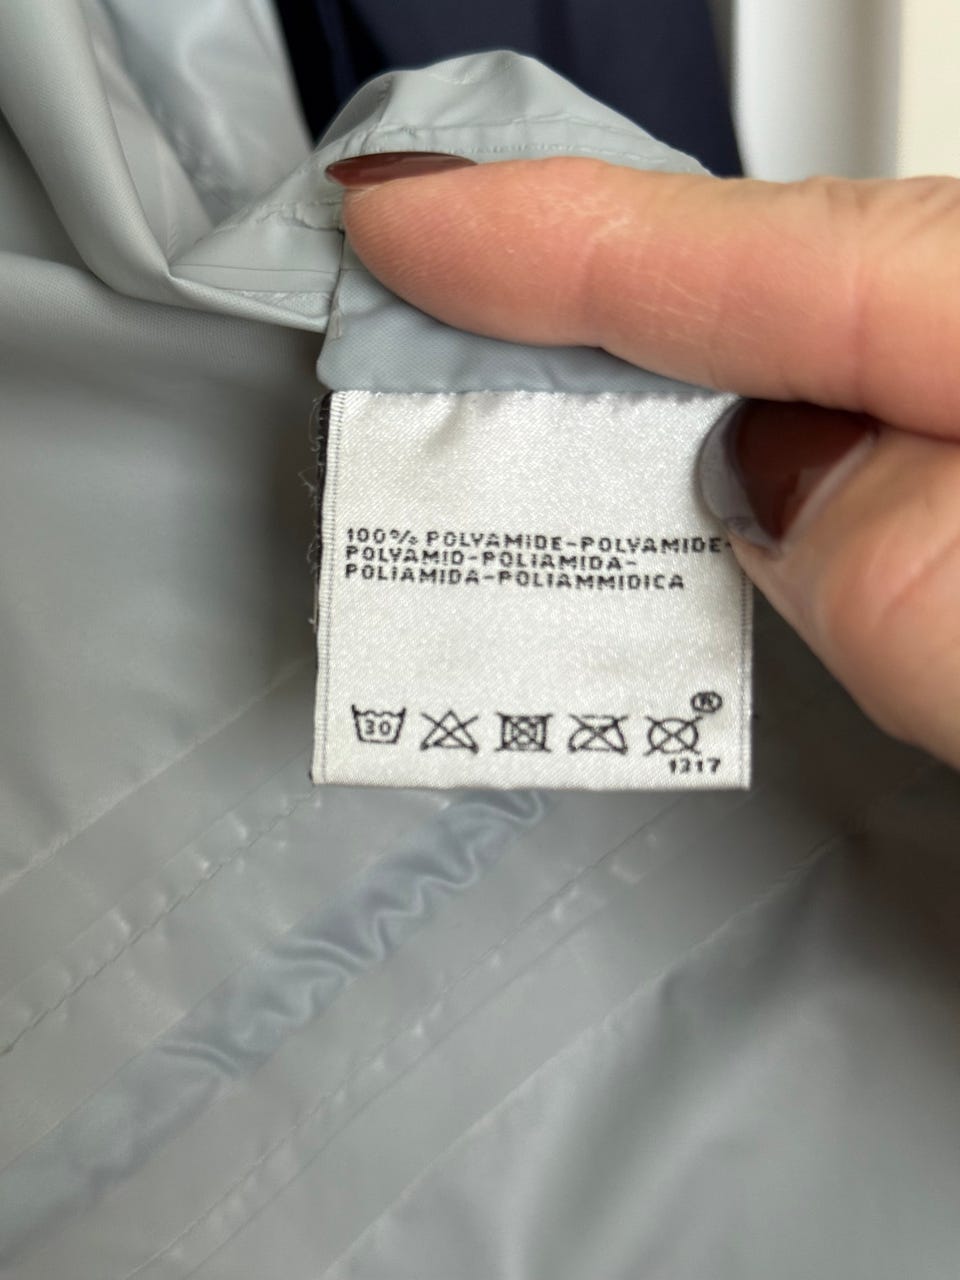 100% POLYAMIDE-POLYAMIDE-
POLYAMID-POLIAMIDA-
POLIAMIDA-POLIAMMIDICA
30
®
1217